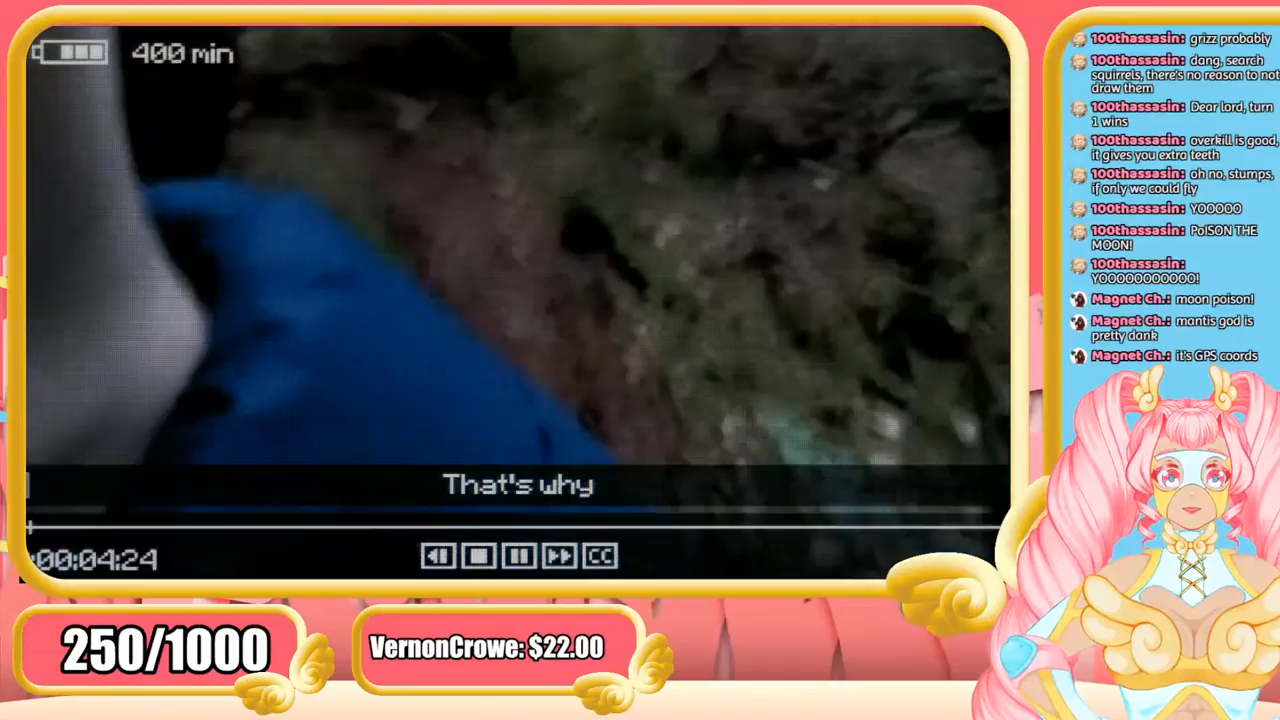 400 min
That's why
:00:04:24
CC
100thassasin: grizz probably
100thassasin: dang, search
squirrels, there's no reason to not
draw them
100thassasin: Dear lord, turn
1 wins
100thassasin: overkill is good,
it gives you extra teeth
100thassasin: oh no, stumps,
if only we could fly
100thassasin: YOOOOO
100thassasin: PoISON THE
MOON!
100thassasin:
YOOOOOOOOOOO!
Magnet Ch.: moon poison!
Magnet Ch.: mantis god is
pretty dank
Magnet Ch.: it's GPS coords
250/1000
VernonCrowe: $22.00